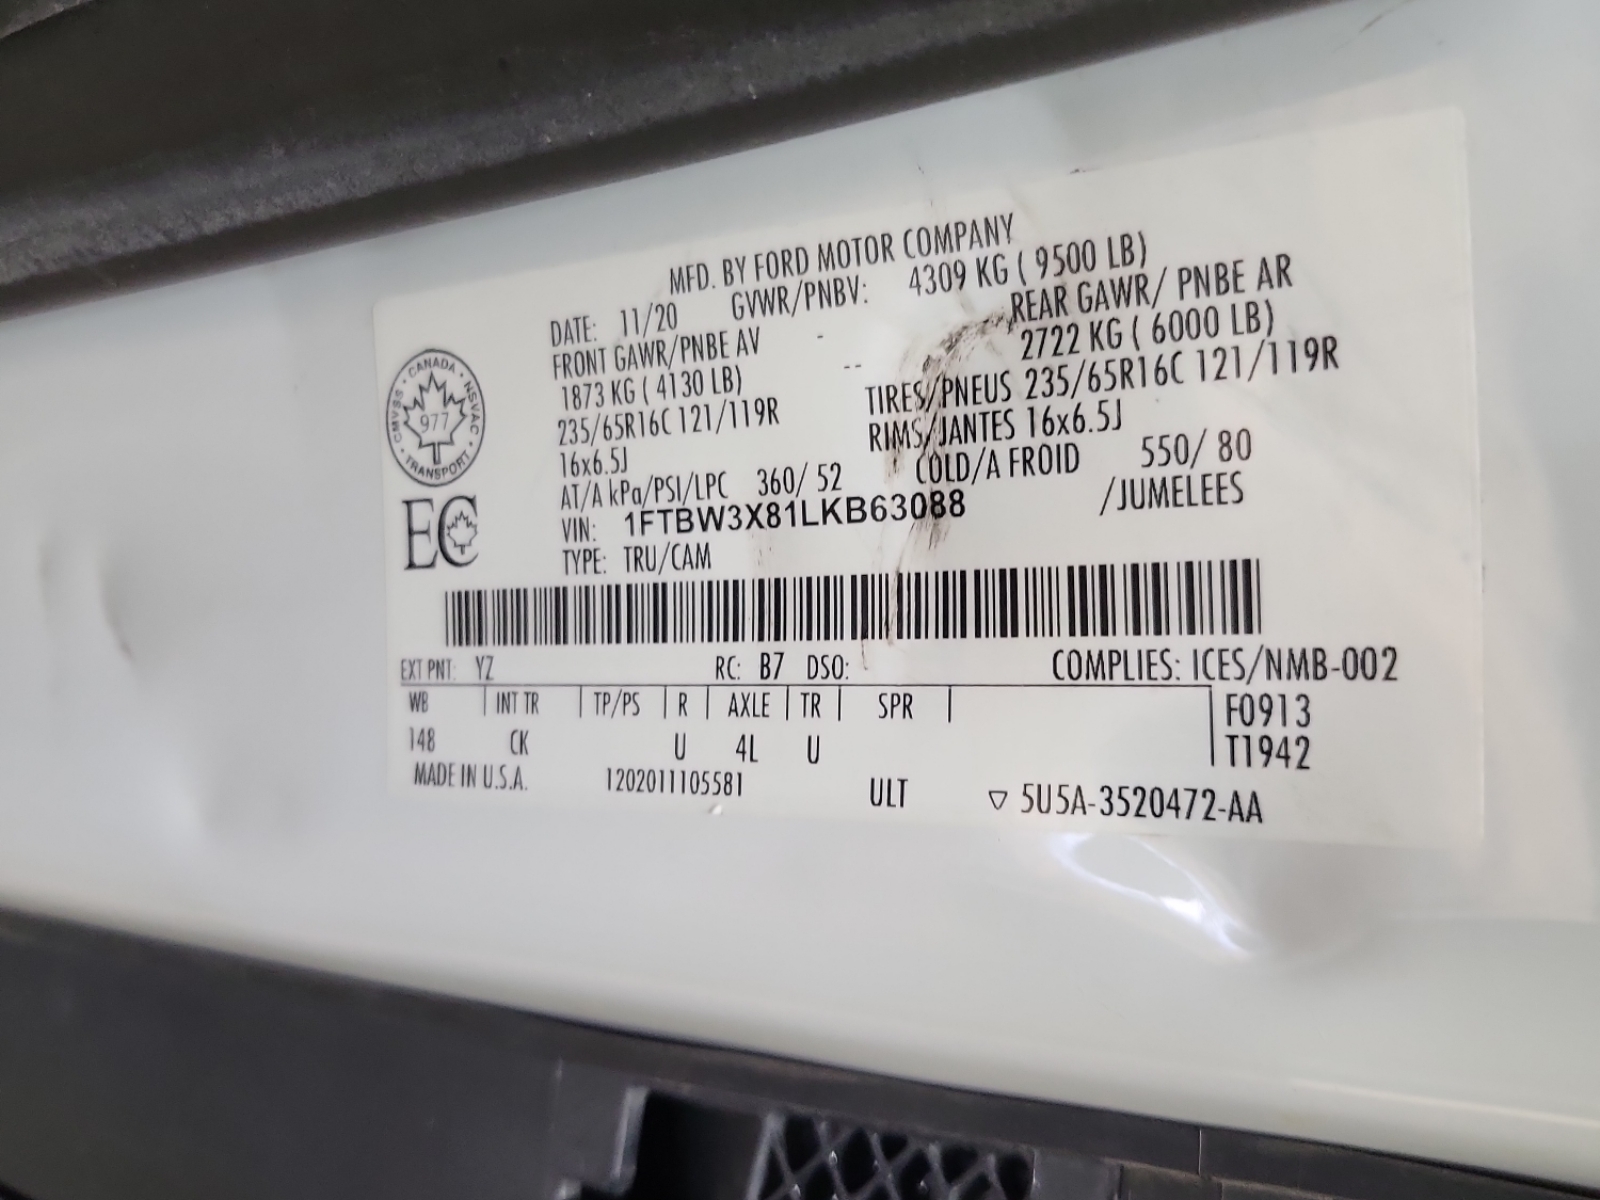 MFD. BY FORD MOTOR COMPANY
DATE: 11/20 GVWR/PNBV: 4309 KG ( 9500 LB)
FRONT GAWR/PNBE AV - REAR GAWR/ PNBE AR
1873 KG ( 4130 LB) -- 2722 KG ( 6000 LB)
235/65R16C 121/119R TIRES/PNEUS 235/65R16C 121/119R
16x6.5J RIMS/JANTES 16x6.5J
AT/A kPa/PSI/LPC 360/ 52 COLD/A FROID 550/ 80
VIN: 1FTBW3X81LKB63088 /JUMELEES
TYPE: TRU/CAM
CANADA · NSVAC · TRANSPORT · CMVSS
977
EC
EXT PNT: YZ RC: B7 DSO: COMPLIES: ICES/NMB-002
WB | INT TR | TP/PS | R | AXLE | TR | SPR | F0913
148 CK U 4L U T1942
MADE IN U.S.A. 1202011105581 ULT ▽ 5U5A-3520472-AA